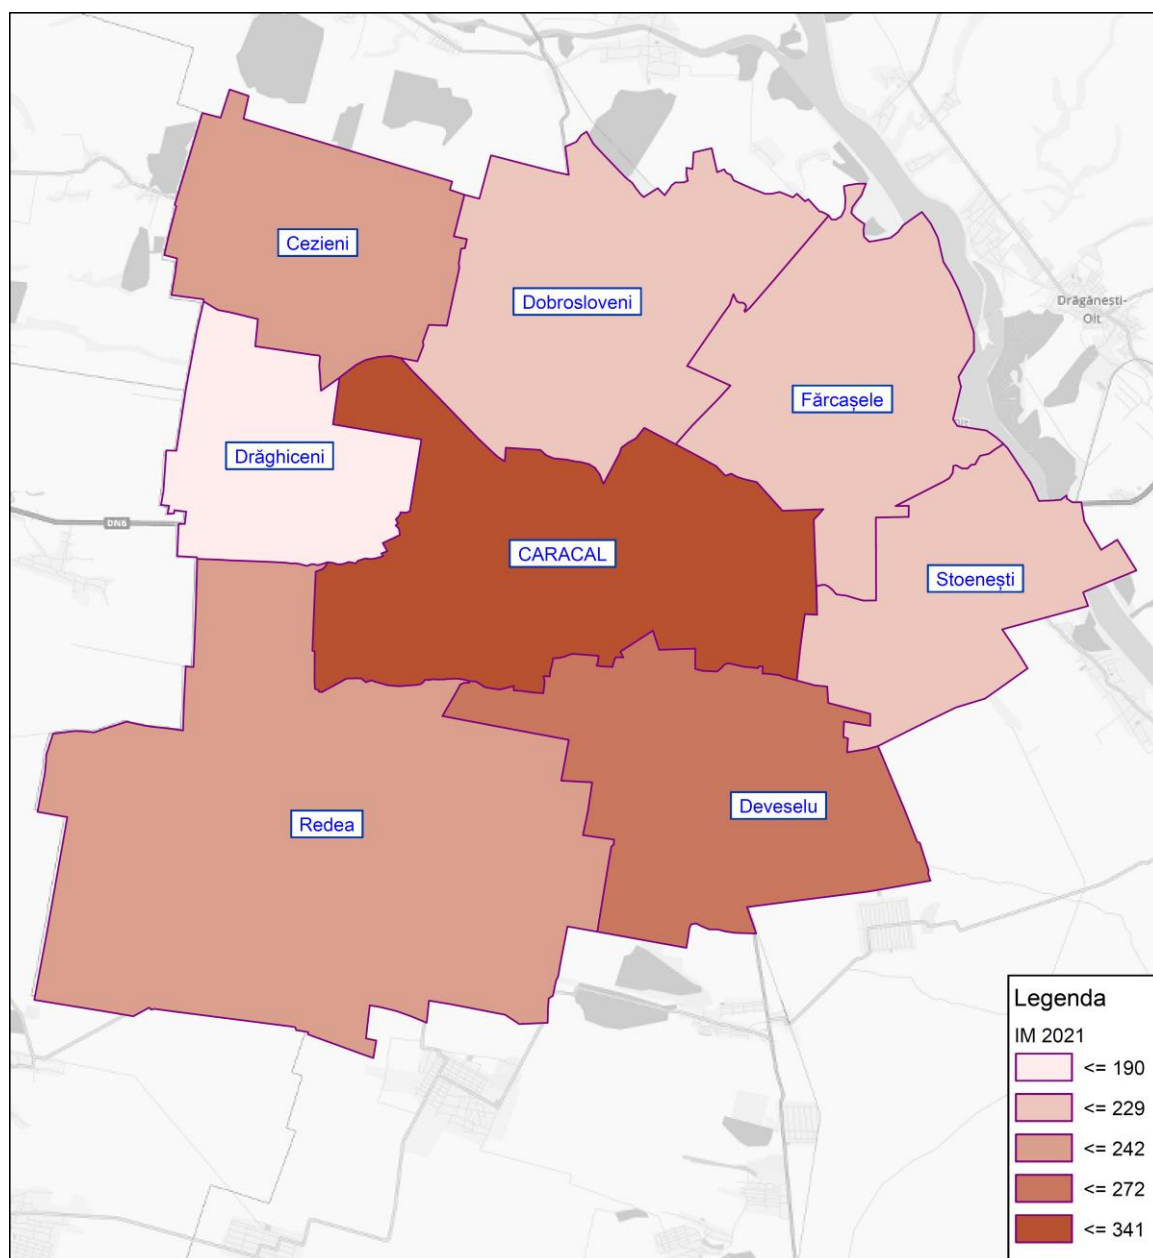 Cezieni
Dobrosloveni
Drăgănești-
Olt
Fărcașele
Drăghiceni
DN6
CARACAL
Stoenești
Deveselu
Redea
Legenda
IM 2021
<= 190
<= 229
<= 242
<= 272
<= 341